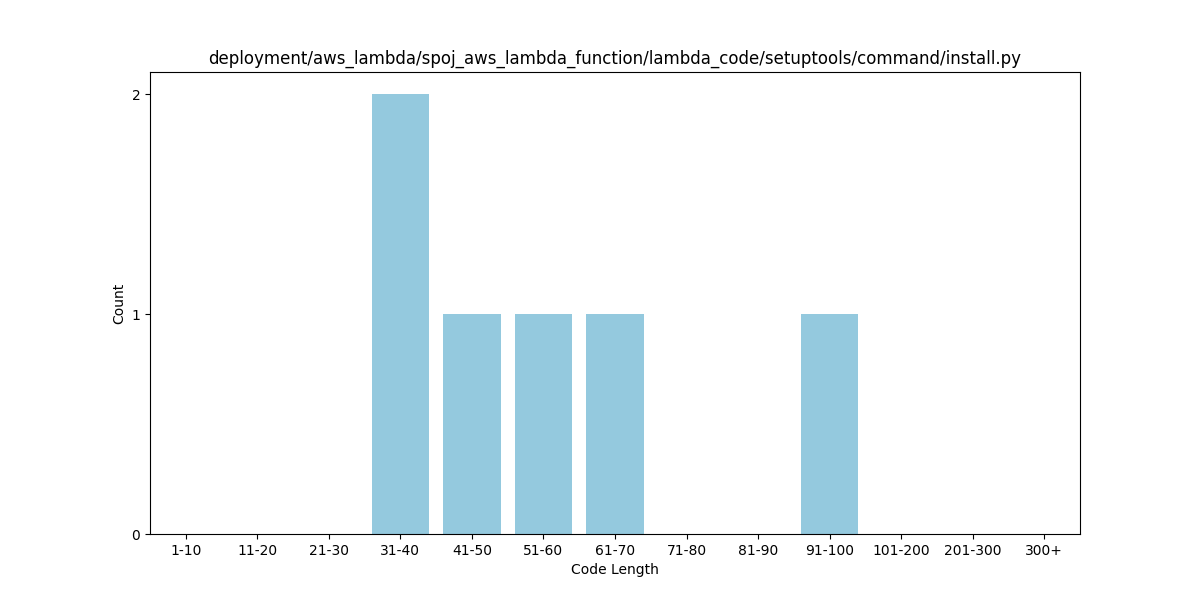 deployment/aws_lambda/spoj_aws_lambda_function/lambda_code/setuptools/command/install.py
2
1
0
Count
1-10 11-20 21-30 31-40 41-50 51-60 61-70 71-80 81-90 91-100 101-200 201-300 300+
Code Length